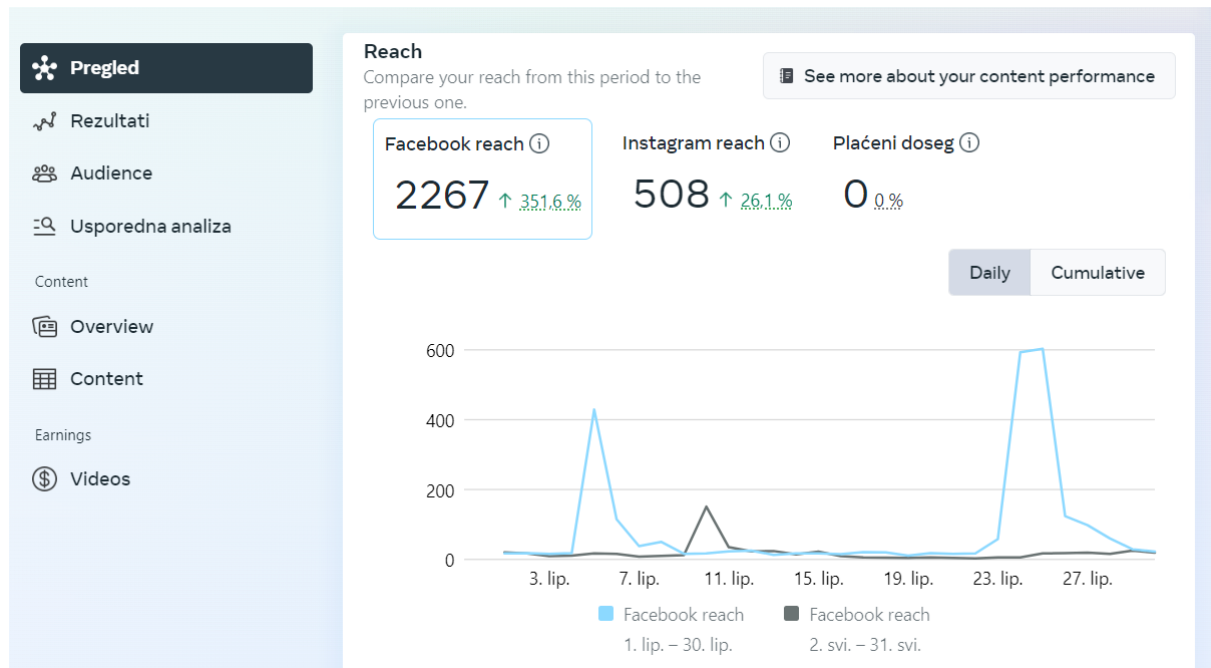 Pregled
Rezultati
Audience
Usporedna analiza
Content
Overview
Content
Earnings
Videos
Reach
Compare your reach from this period to the
previous one.
See more about your content performance
Facebook reach
2267 ↑ 351,6 %
Instagram reach
508 ↑ 26,1 %
Plaćeni doseg
0 0 %
Daily
Cumulative
600
400
200
0
3. lip. 7. lip. 11. lip. 15. lip. 19. lip. 23. lip. 27. lip.
Facebook reach
1. lip. – 30. lip.
Facebook reach
2. svi. – 31. svi.